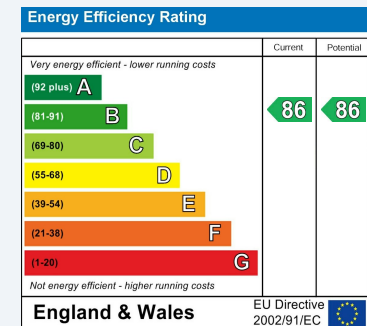 Energy Efficiency Rating
Current Potential
Very energy efficient - lower running costs
(92 plus) A
(81-91) B 86 86
(69-80) C
(55-68) D
(39-54) E
(21-38) F
(1-20) G
Not energy efficient - higher running costs
England & Wales
EU Directive
2002/91/EC